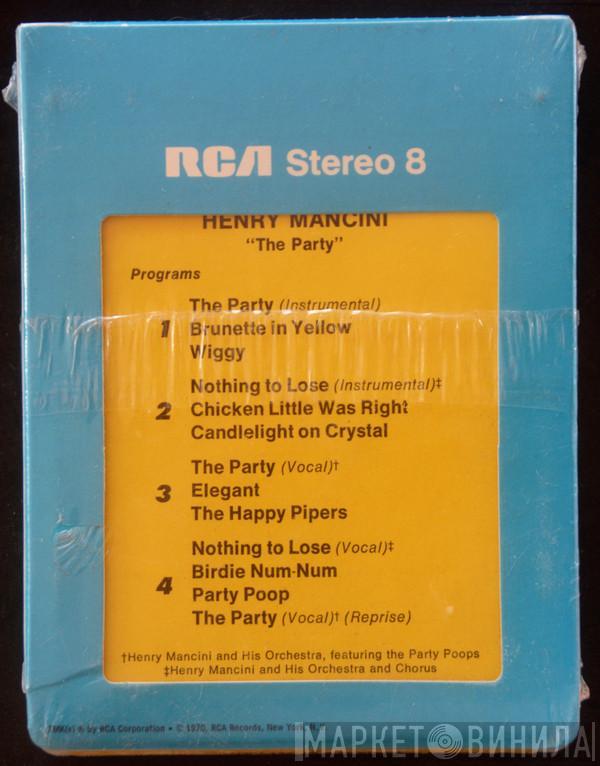 RCA Stereo 8
HENRY MANCINI
"The Party"
Programs
The Party (Instrumental)
1 Brunette in Yellow
Wiggy
Nothing to Lose (Instrumental)‡
2 Chicken Little Was Right
Candlelight on Crystal
The Party (Vocal)†
3 Elegant
The Happy Pipers
Nothing to Lose (Vocal)‡
Birdie Num-Num
4 Party Poop
The Party (Vocal)† (Reprise)
†Henry Mancini and His Orchestra, featuring the Party Poops
‡Henry Mancini and His Orchestra and Chorus
TMK(s) ® by RCA Corporation • © 1970, RCA Records, New York, N.Y.
МАРКЕТ ВИНИЛА